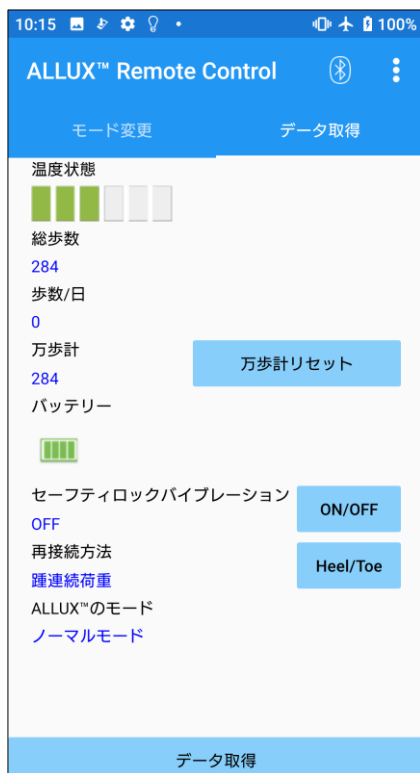 10:15
100%
ALLUX™ Remote Control
モード変更 データ取得
温度状態
総歩数
284
歩数/日
0
万歩計
284
万歩計リセット
バッテリー
セーフティロックバイブレーション
OFF
ON/OFF
再接続方法
踵連続荷重
Heel/Toe
ALLUX™のモード
ノーマルモード
データ取得